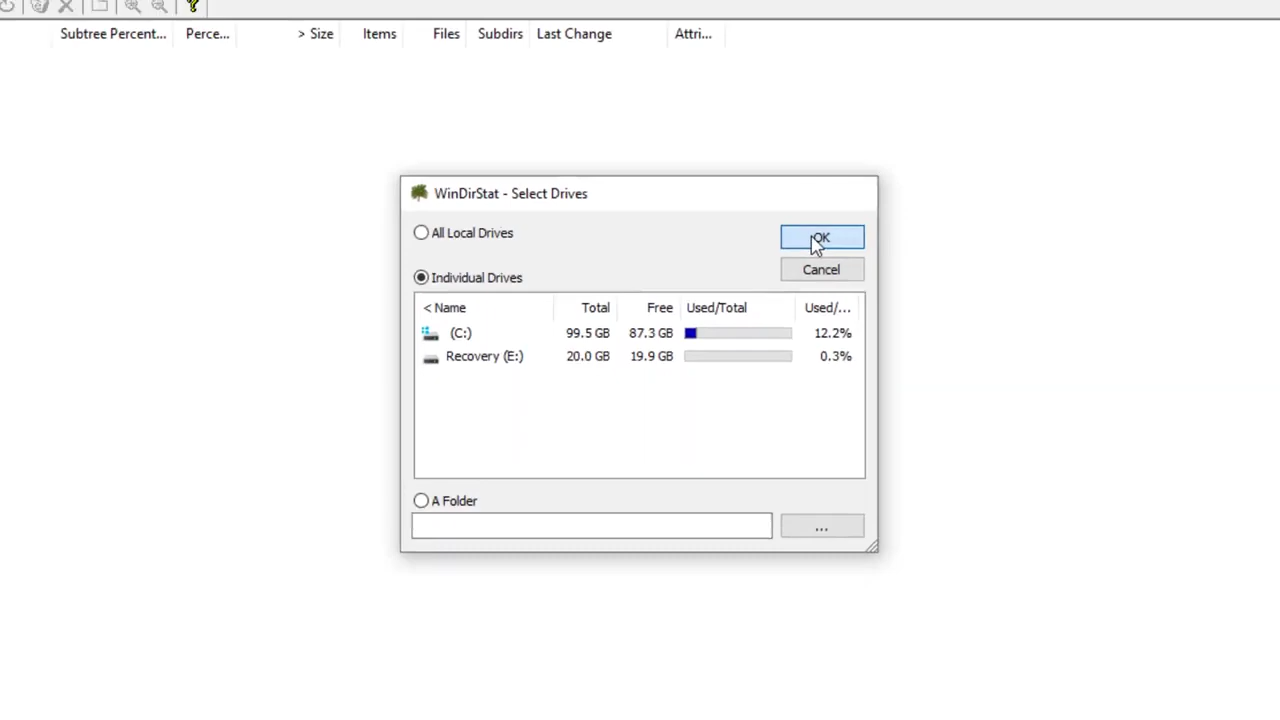 Subtree Percent... Perce... > Size Items Files Subdirs Last Change Attri...
WinDirStat - Select Drives
All Local Drives
OK
Individual Drives
Cancel
< Name Total Free Used/Total Used/...
(C:) 99.5 GB 87.3 GB 12.2%
Recovery (E:) 20.0 GB 19.9 GB 0.3%
A Folder
...